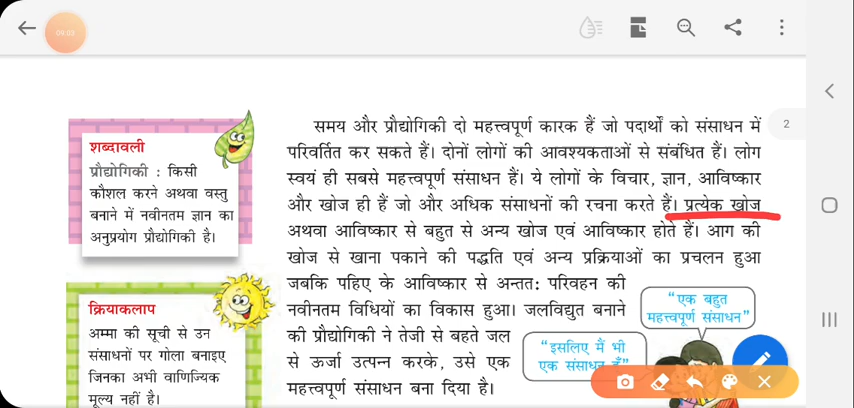 09:03
2
शब्दावली
प्रौद्योगिकी : किसी
कौशल करने अथवा वस्तु
बनाने में नवीनतम ज्ञान का
अनुप्रयोग प्रौद्योगिकी है।
क्रियाकलाप
अम्मा की सूची से उन
संसाधनों पर गोला बनाइए
जिनका अभी वाणिज्यिक
मूल्य नहीं है।
समय और प्रौद्योगिकी दो महत्त्वपूर्ण कारक हैं जो पदार्थों को संसाधन में
परिवर्तित कर सकते हैं। दोनों लोगों की आवश्यकताओं से संबंधित हैं। लोग
स्वयं ही सबसे महत्त्वपूर्ण संसाधन हैं। ये लोगों के विचार, ज्ञान, आविष्कार
और खोज ही हैं जो और अधिक संसाधनों की रचना करते हैं। प्रत्येक खोज
अथवा आविष्कार से बहुत से अन्य खोज एवं आविष्कार होते हैं। आग की
खोज से खाना पकाने की पद्धति एवं अन्य प्रक्रियाओं का प्रचलन हुआ
जबकि पहिए के आविष्कार से अन्तत: परिवहन की
नवीनतम विधियों का विकास हुआ। जलविद्युत बनाने
की प्रौद्योगिकी ने तेजी से बहते जल
से ऊर्जा उत्पन्न करके, उसे एक
महत्त्वपूर्ण संसाधन बना दिया है।
“एक बहुत
महत्त्वपूर्ण संसाधन”
“इसलिए मैं भी
एक संसाधन हूँ”